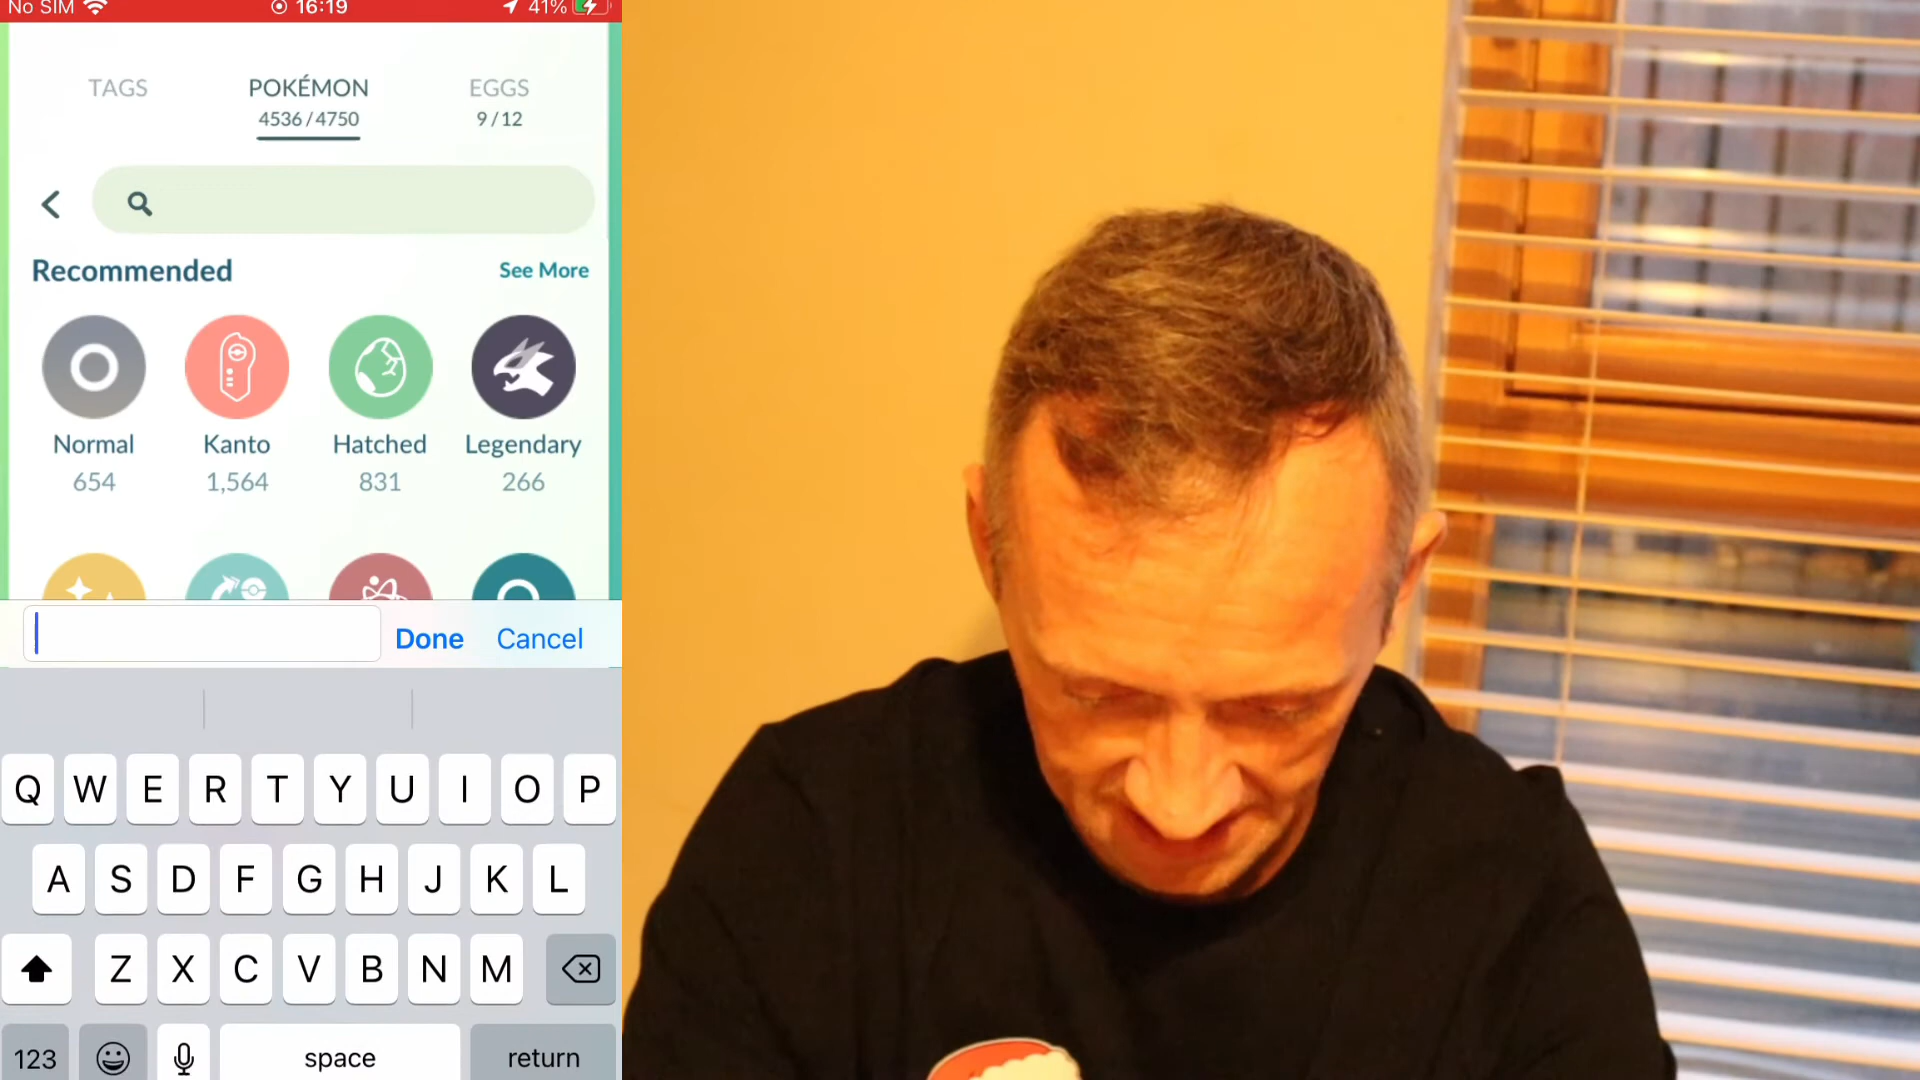 No SIM 16:19 41%
TAGS POKÉMON EGGS
4536/4750 9/12
Recommended See More
Normal Kanto Hatched Legendary
654 1,564 831 266
Done Cancel
Q W E R T Y U I O P
A S D F G H J K L
Z X C V B N M
123 space return